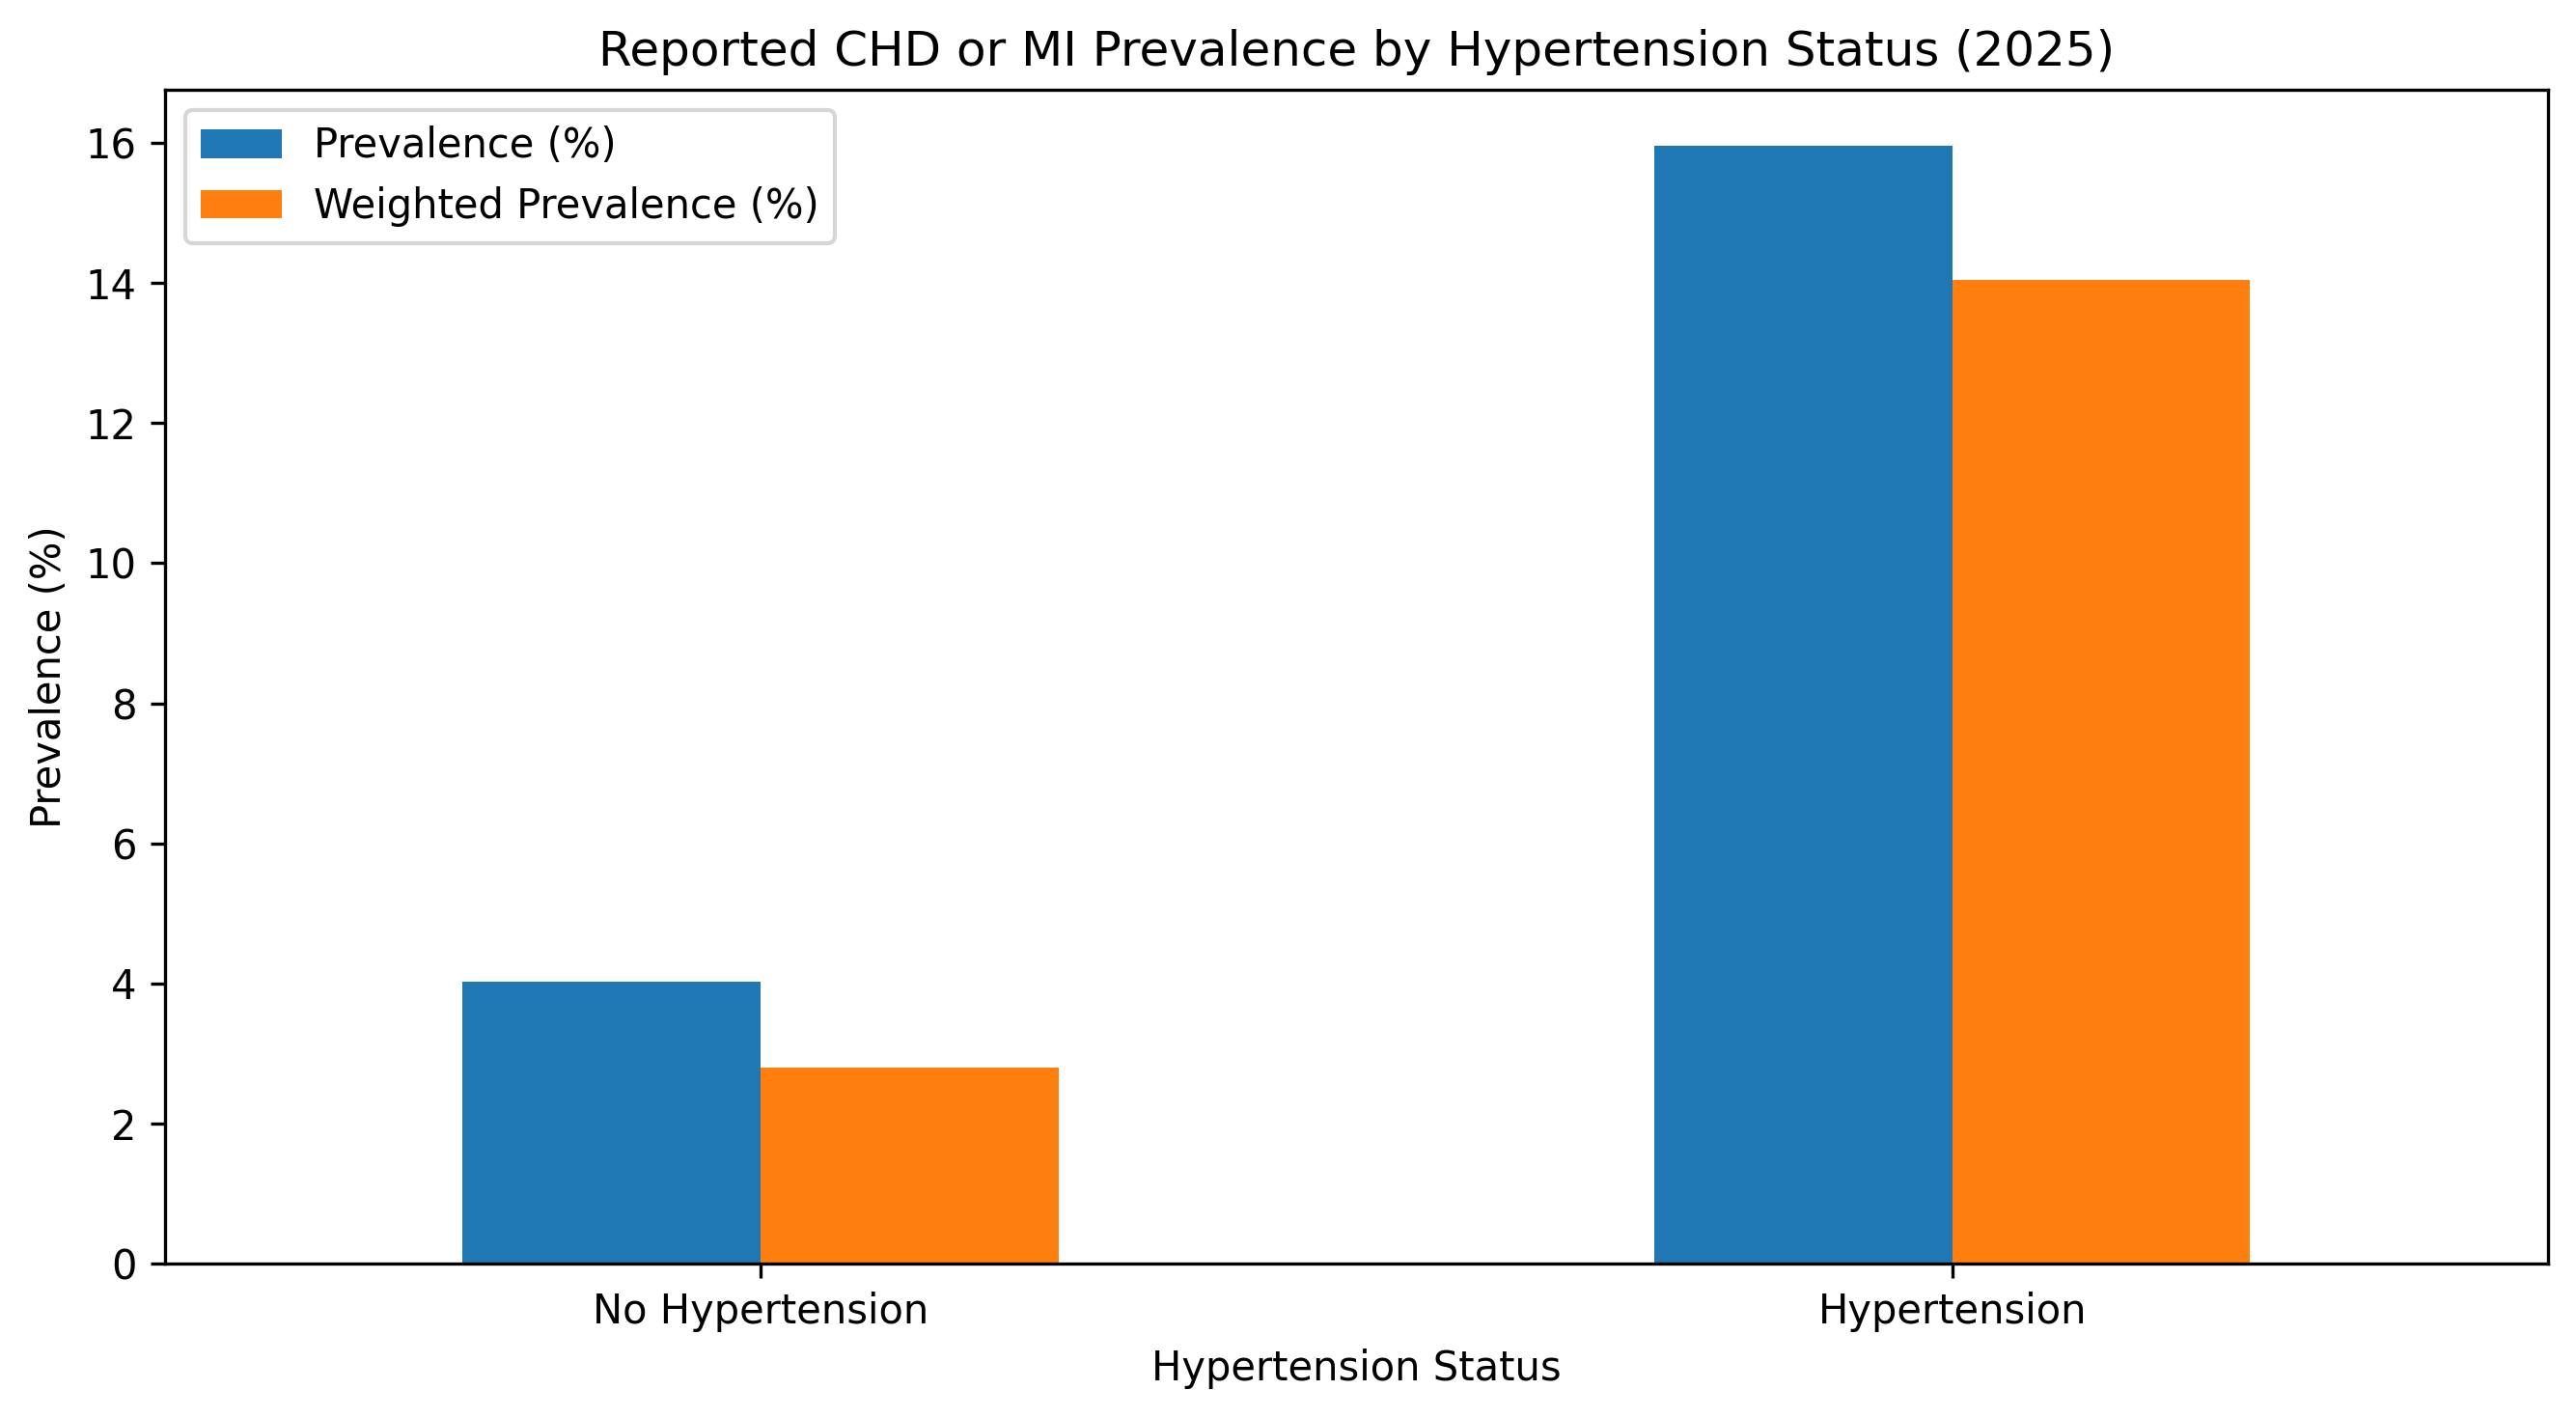 Reported CHD or MI Prevalence by Hypertension Status (2025)
Prevalence (%)
Weighted Prevalence (%)
Prevalence (%)
16
14
12
10
8
6
4
2
0
No Hypertension
Hypertension
Hypertension Status